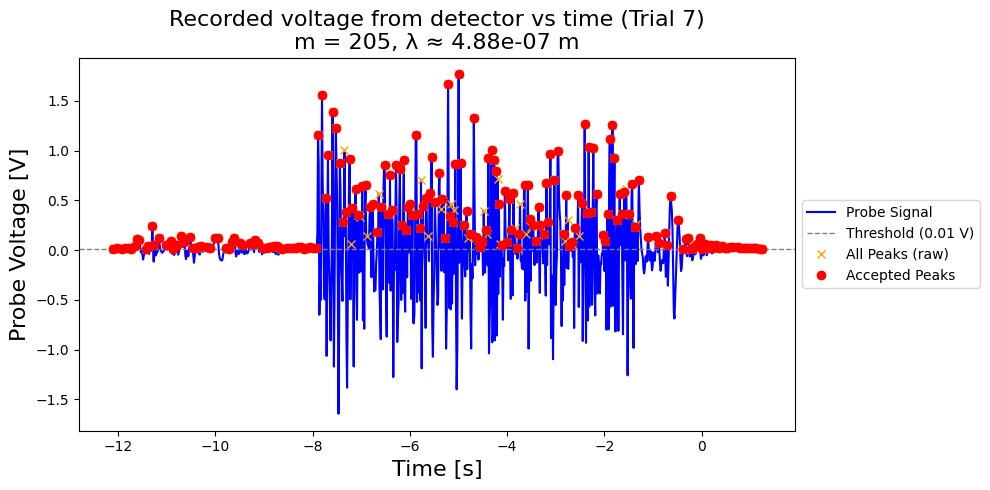 Recorded voltage from detector vs time (Trial 7)
m = 205, λ ≈ 4.88e-07 m
Probe Voltage [V]
1.5
1.0
0.5
0.0
−0.5
−1.0
−1.5
−12
−10
−8
−6
−4
−2
0
Time [s]
Probe Signal
Threshold (0.01 V)
All Peaks (raw)
Accepted Peaks